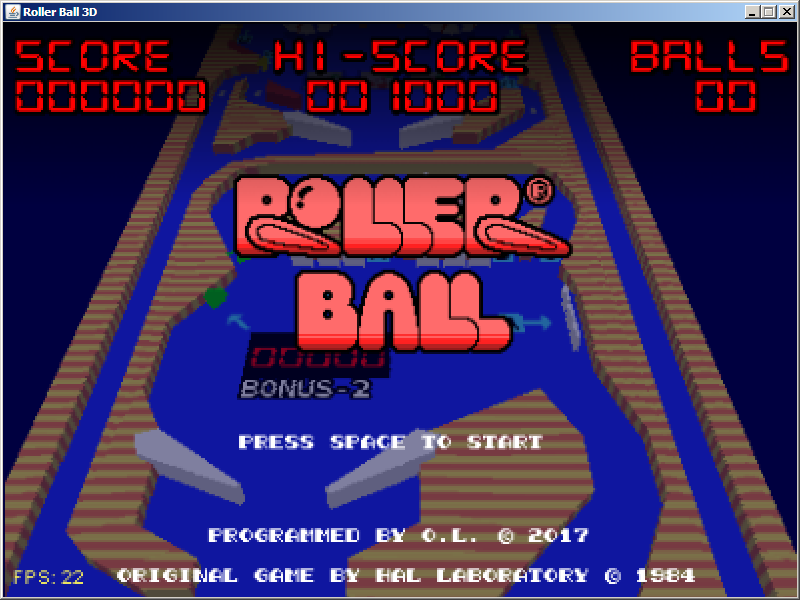 Roller Ball 3D
SCORE HI-SCORE BALLS
000000 001000 00
ROLLER®
BALL
00000
BONUS-2
PRESS SPACE TO START
PROGRAMMED BY O.L. © 2017
FPS: 22 ORIGINAL GAME BY HAL LABORATORY © 1984